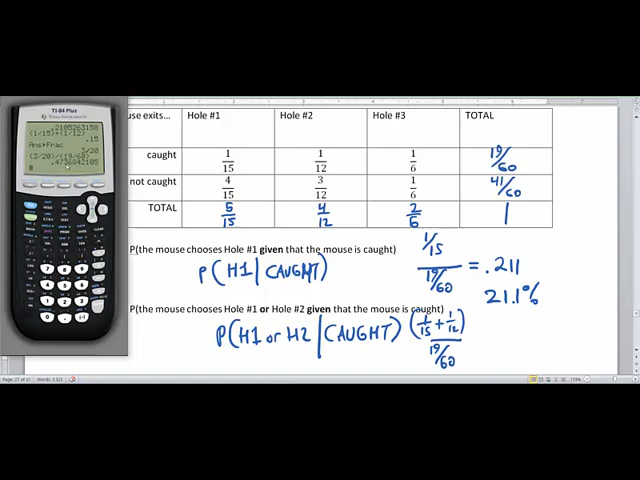 TI-84 Plus
TEXAS INSTRUMENTS
.2105263158
(1/15)+(1/12)
.15
Ans▸Frac
3/20
(3/20)/(19/60)
.4736842105
use exits… Hole #1 Hole #2 Hole #3 TOTAL
caught 1/15 1/12 1/6 19/60
not caught 4/15 3/12 1/6 41/60
TOTAL 5/15 4/12 2/6 1
P(the mouse chooses Hole #1 given that the mouse is caught)
P(H1 | CAUGHT) 1/15 / 19/60 = .211
21.1%
P(the mouse chooses Hole #1 or Hole #2 given that the mouse is caught)
P(H1 or H2 | CAUGHT) (1/15 + 1/12) / 19/60